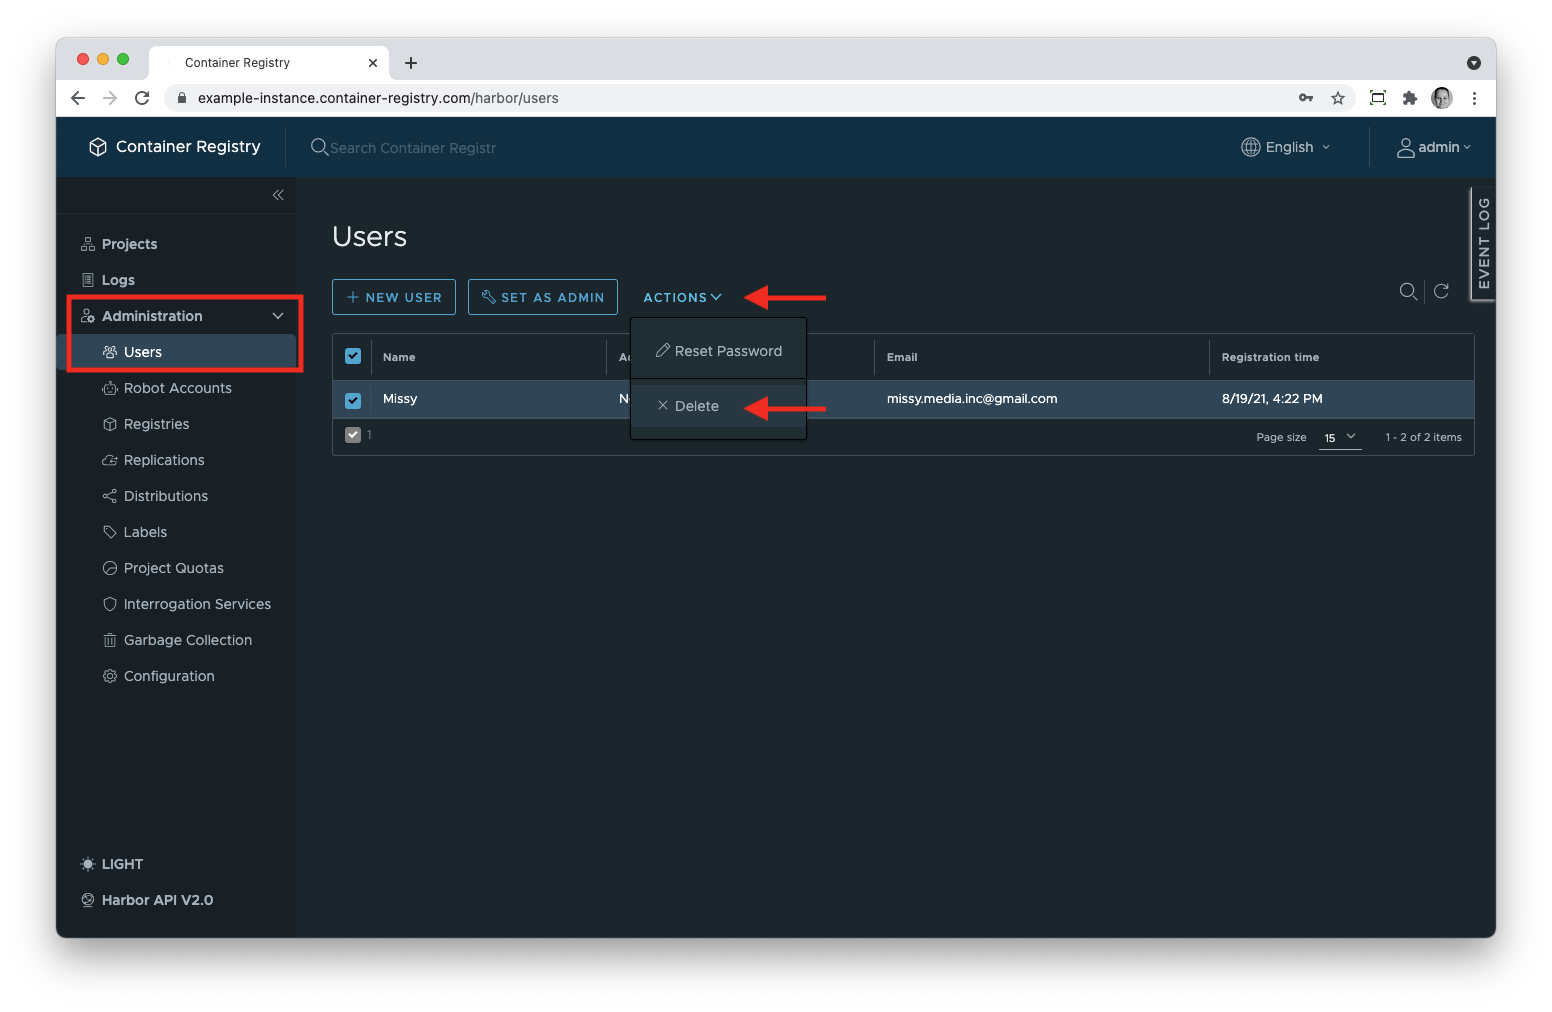 Container Registry
example-instance.container-registry.com/harbor/users
Container Registry
Search Container Registr
English
admin
EVENT LOG
Projects
Logs
Administration
Users
Robot Accounts
Registries
Replications
Distributions
Labels
Project Quotas
Interrogation Services
Garbage Collection
Configuration
LIGHT
Harbor API V2.0
Users
+ NEW USER
SET AS ADMIN
ACTIONS
Reset Password
Delete
Name
Email
Registration time
Missy
missy.media.inc@gmail.com
8/19/21, 4:22 PM
1
Page size
15
1 - 2 of 2 items